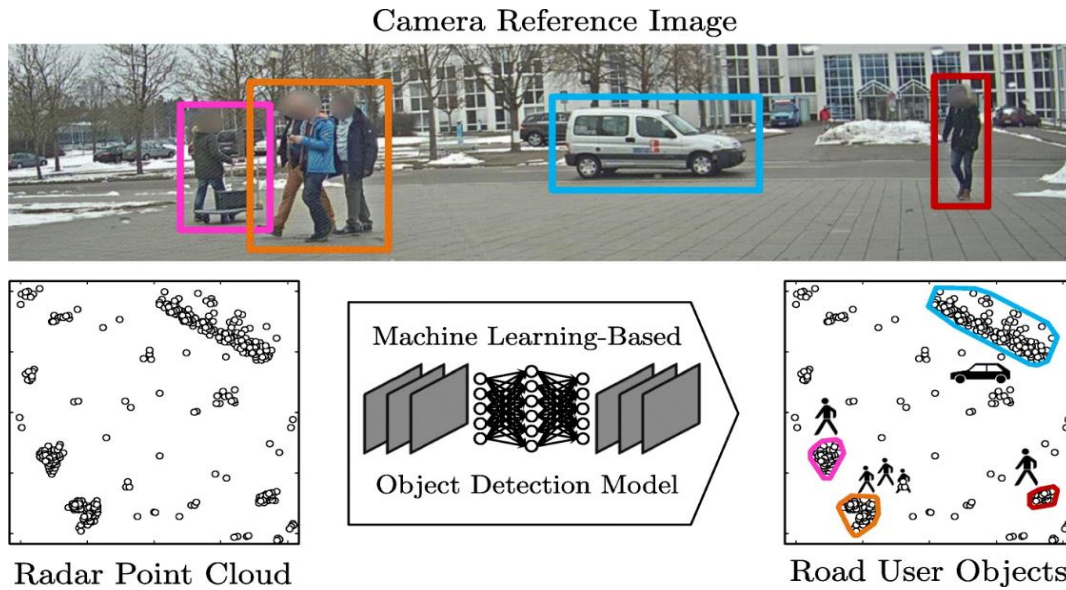 Camera Reference Image
Machine Learning-Based
Object Detection Model
Radar Point Cloud
Road User Objects